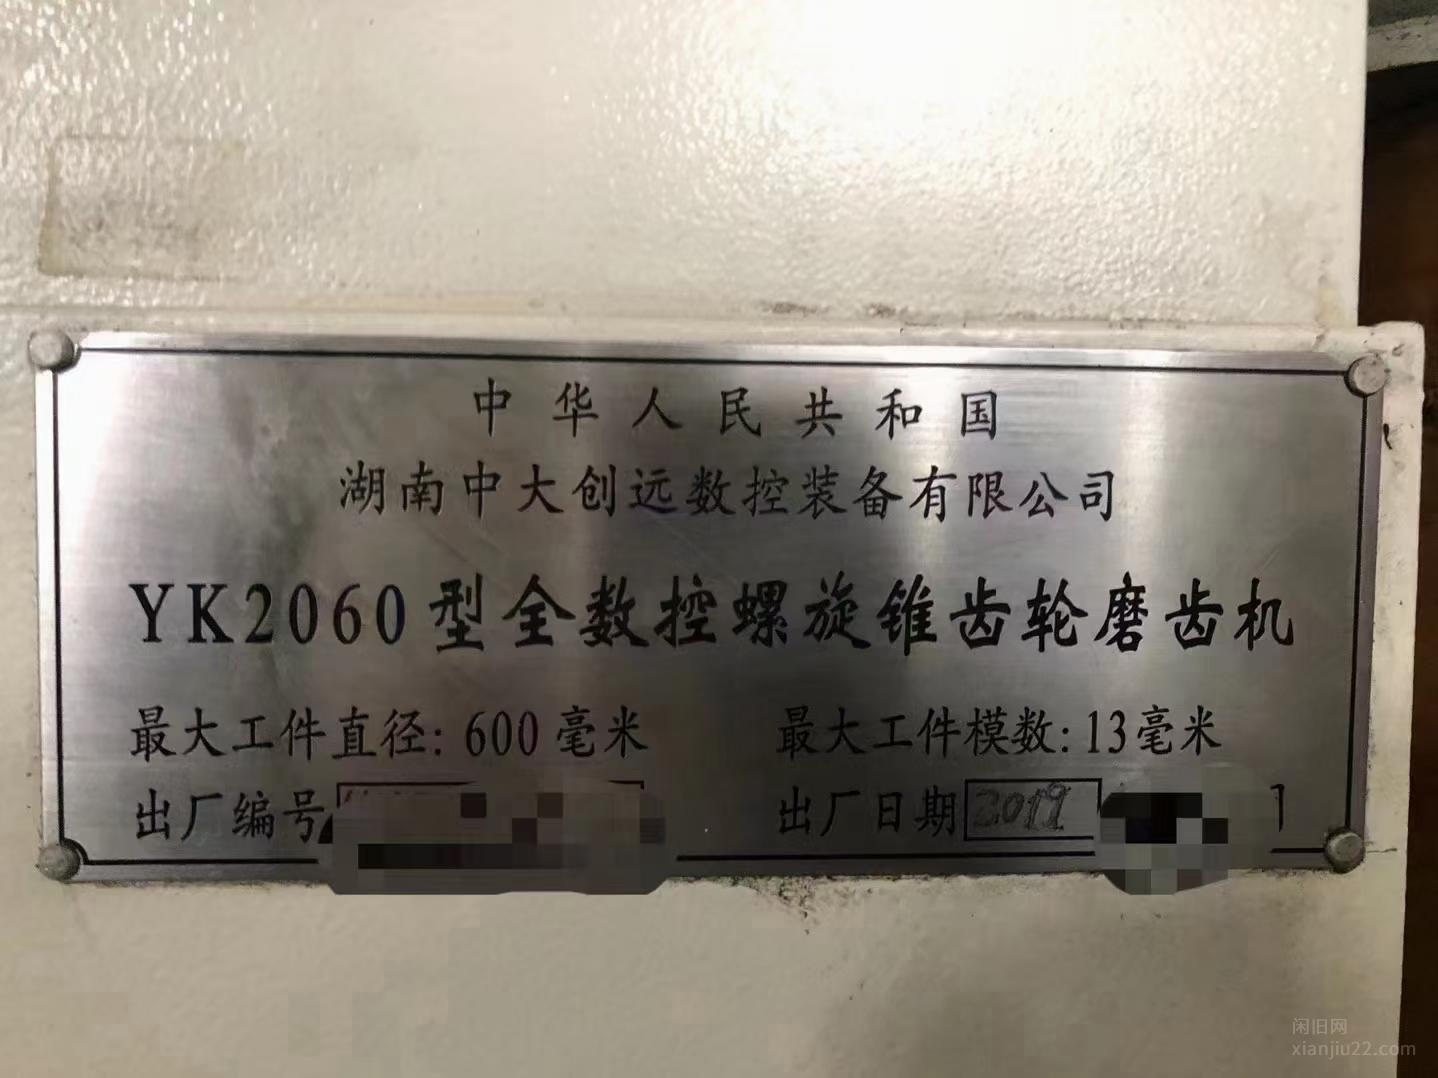 中华人民共和国
湖南中大创远数控装备有限公司
YK2060型全数控螺旋锥齿轮磨齿机
最大工件直径: 600毫米 最大工件模数: 13毫米
出厂编号 出厂日期 2019
闲旧网
xianjiu22.com